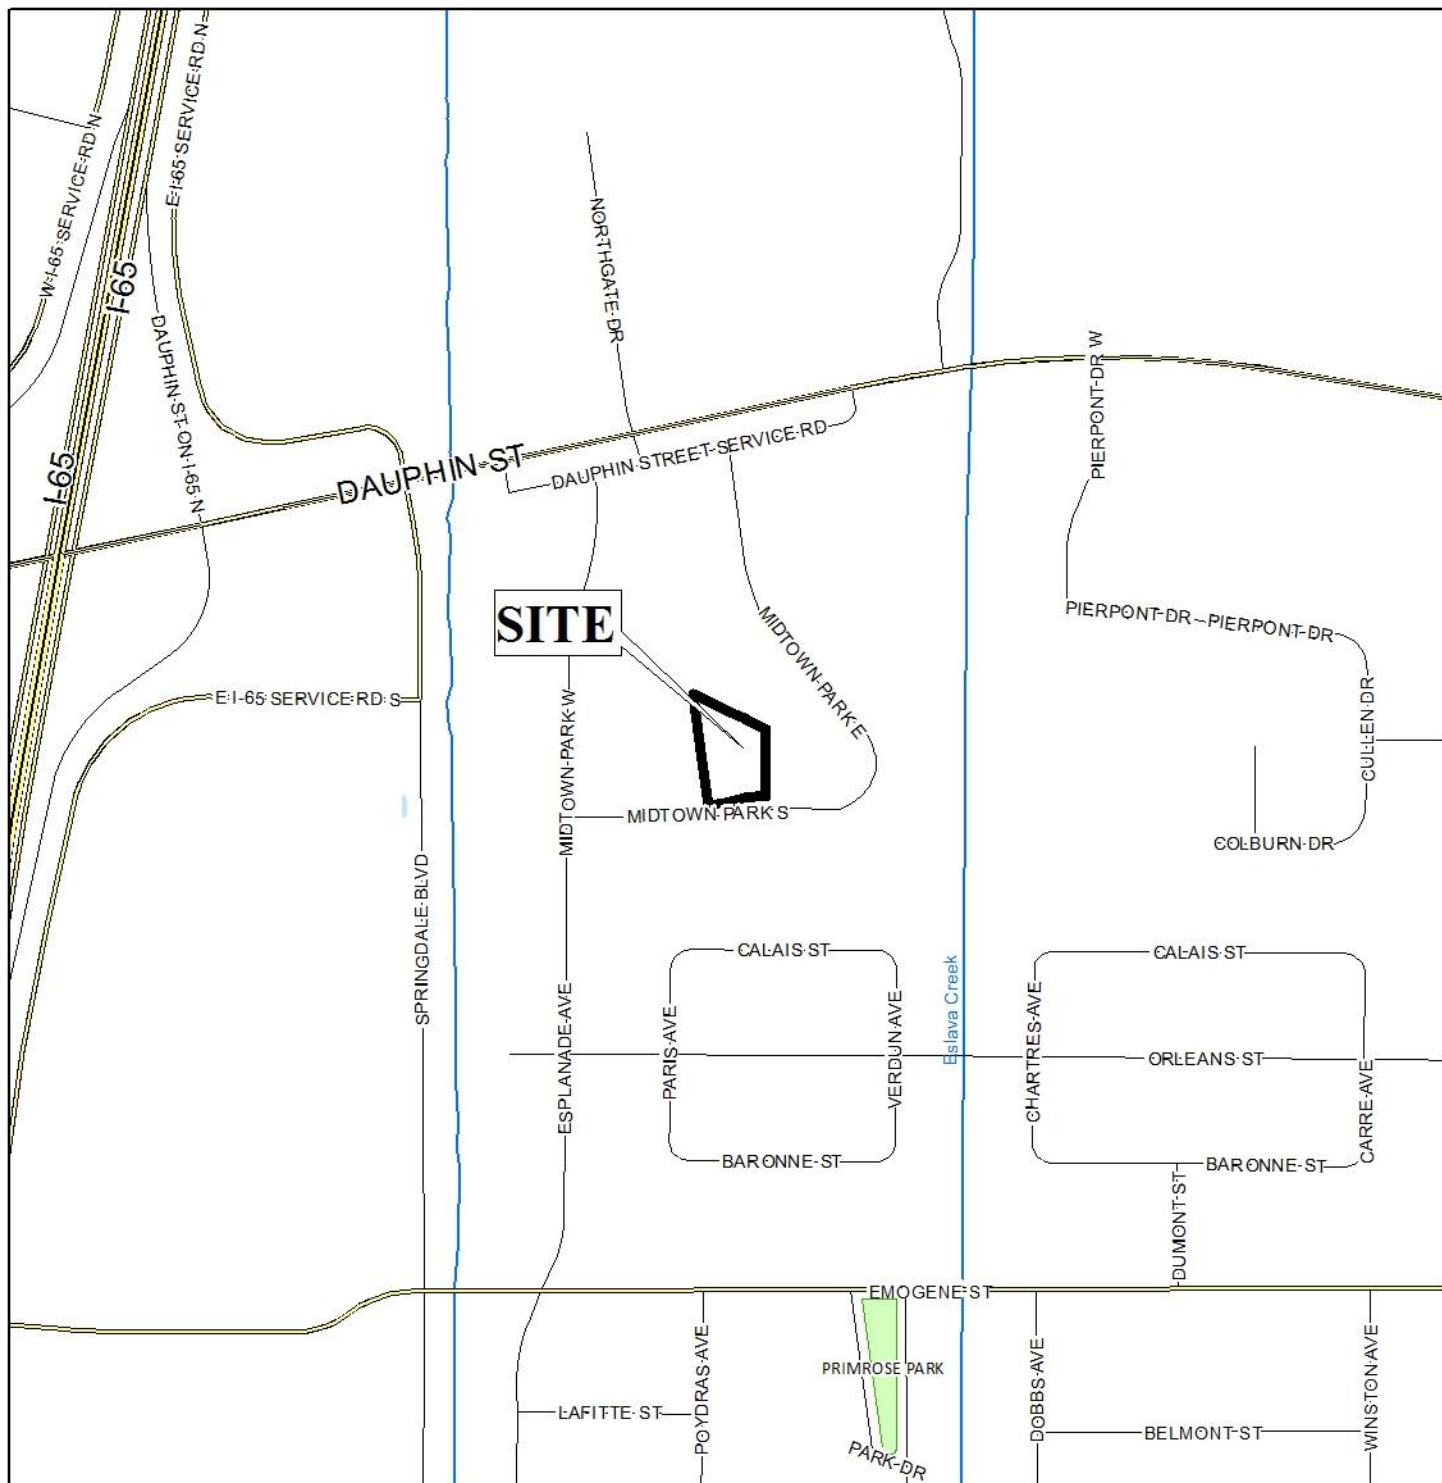 E I-65 SERVICE RD N
W I-65 SERVICE RD N
I-65
NORTHGATE DR
DAUPHIN ST ON I-65 N
PIERPONT DR W
I-65
DAUPHIN ST
DAUPHIN STREET SERVICE RD
SITE
MIDTOWN PARK E
PIERPONT DR
PIERPONT DR
E I-65 SERVICE RD S
MIDTOWN PARK W
CULLEN DR
MIDTOWN PARK S
COLBURN DR
SPRINGDALE BLVD
CALAIS ST
CALAIS ST
ESPLANADE AVE
PARIS AVE
VERDUN AVE
Eslava Creek
CHARTRES AVE
ORLEANS ST
CARRE AVE
BARONNE ST
BARONNE ST
DUMONT ST
EMOGENE ST
POYDRAS AVE
PRIMROSE PARK
DOBBS AVE
WINSTON AVE
LAFITTE ST
BELMONT ST
PARK DR